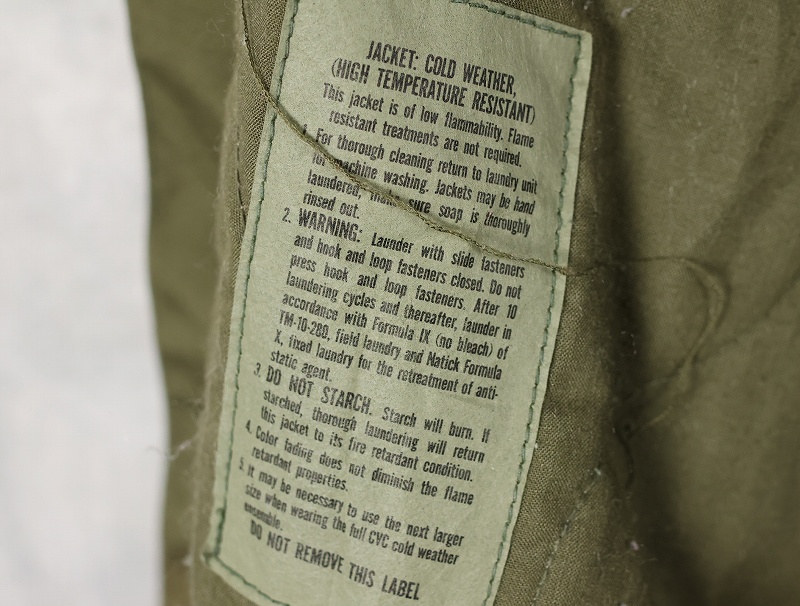 JACKET: COLD WEATHER,
(HIGH TEMPERATURE RESISTANT)
This jacket is of low flammability. Flame
resistant treatments are not required.
1. For thorough cleaning return to laundry unit
for machine washing. Jackets may be hand
laundered, make sure soap is thoroughly
rinsed out.
2. WARNING: Launder with slide fasteners
and hook and loop fasteners closed. Do not
press hook and loop fasteners. After 10
laundering cycles and thereafter, launder in
accordance with Formula IX (no bleach) of
TM-10-280, field laundry and Natick Formula
X, fixed laundry for the retreatment of anti-
static agent.
3. DO NOT STARCH. Starch will burn. If
starched, thorough laundering will return
this jacket to its fire retardant condition.
4. Color fading does not diminish the flame
retardant properties.
5. It may be necessary to use the next larger
size when wearing the full CVC cold weather
ensemble.
DO NOT REMOVE THIS LABEL